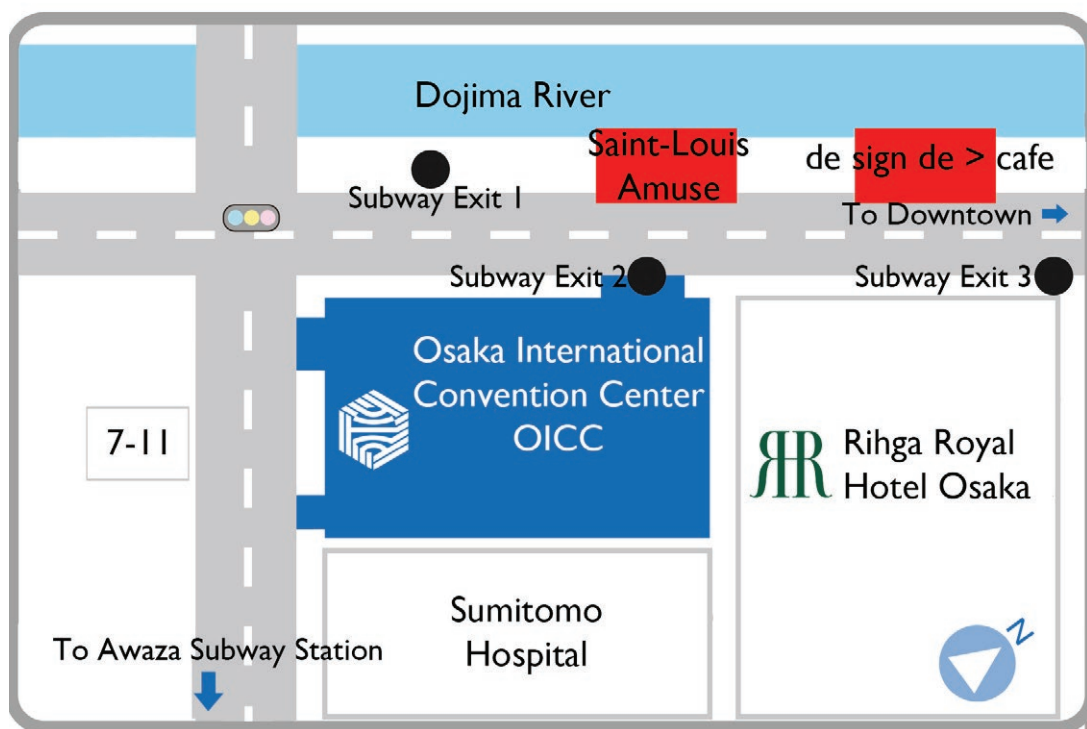 Dojima River
Saint-Louis
Amuse
de sign de > cafe
Subway Exit 1
To Downtown
Subway Exit 2
Subway Exit 3
Osaka International
Convention Center
OICC
7-11
RR
Rihga Royal
Hotel Osaka
Sumitomo
Hospital
To Awaza Subway Station
N